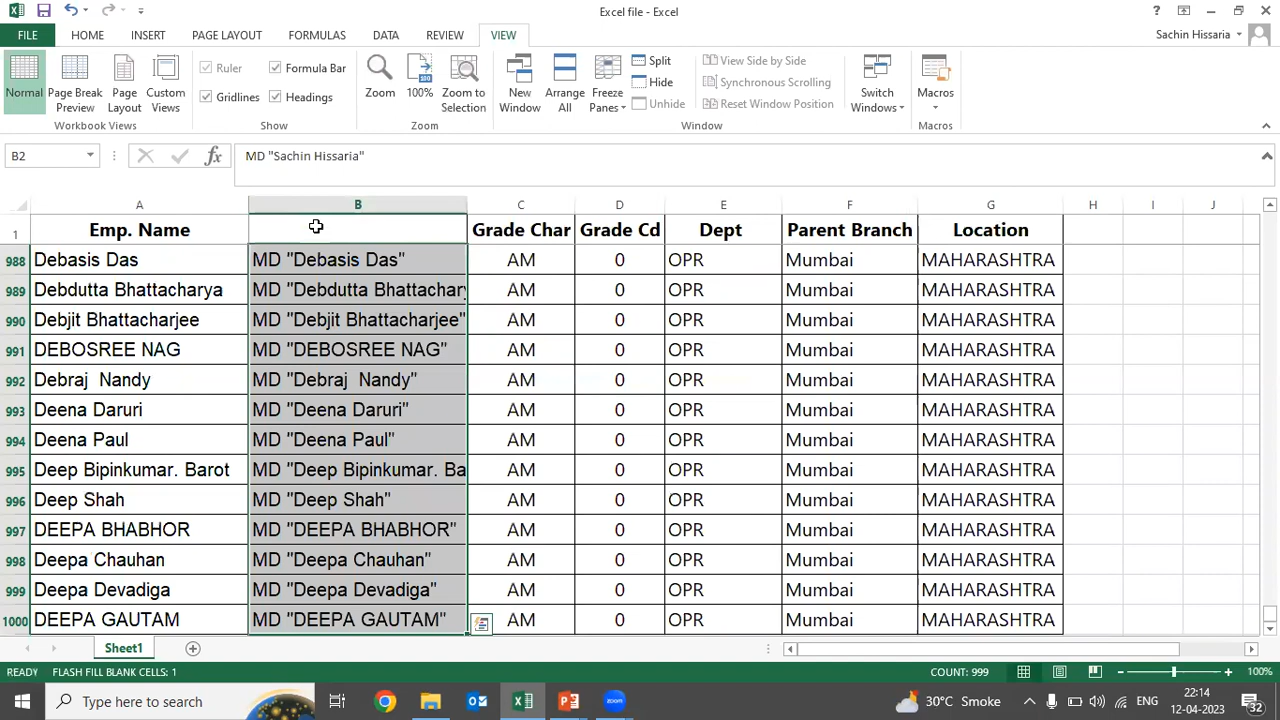 Excel file - Excel
?
FILE HOME INSERT PAGE LAYOUT FORMULAS DATA REVIEW VIEW Sachin Hissaria
Normal
Page Break
Preview
Page
Layout
Custom
Views
Ruler
Formula Bar
Gridlines
Headings
Zoom
100%
100
Zoom to
Selection
New
Window
Arrange
All
Freeze
Panes
Split
Hide
Unhide
View Side by Side
Synchronous Scrolling
Reset Window Position
Switch
Windows
Macros
Workbook Views Show Zoom Window Macros
B2 fx MD "Sachin Hissaria"
A B C D E F G H I J
1 Emp. Name Grade Char Grade Cd Dept Parent Branch Location
988 Debasis Das MD "Debasis Das" AM 0 OPR Mumbai MAHARASHTRA
989 Debdutta Bhattacharya MD "Debdutta Bhattachary AM 0 OPR Mumbai MAHARASHTRA
990 Debjit Bhattacharjee MD "Debjit Bhattacharjee" AM 0 OPR Mumbai MAHARASHTRA
991 DEBOSREE NAG MD "DEBOSREE NAG" AM 0 OPR Mumbai MAHARASHTRA
992 Debraj  Nandy MD "Debraj  Nandy" AM 0 OPR Mumbai MAHARASHTRA
993 Deena Daruri MD "Deena Daruri" AM 0 OPR Mumbai MAHARASHTRA
994 Deena Paul MD "Deena Paul" AM 0 OPR Mumbai MAHARASHTRA
995 Deep Bipinkumar. Barot MD "Deep Bipinkumar. Ba AM 0 OPR Mumbai MAHARASHTRA
996 Deep Shah MD "Deep Shah" AM 0 OPR Mumbai MAHARASHTRA
997 DEEPA BHABHOR MD "DEEPA BHABHOR" AM 0 OPR Mumbai MAHARASHTRA
998 Deepa Chauhan MD "Deepa Chauhan" AM 0 OPR Mumbai MAHARASHTRA
999 Deepa Devadiga MD "Deepa Devadiga" AM 0 OPR Mumbai MAHARASHTRA
1000 DEEPA GAUTAM MD "DEEPA GAUTAM" AM 0 OPR Mumbai MAHARASHTRA
Sheet1
READY FLASH FILL BLANK CELLS: 1 COUNT: 999 100%
Type here to search zoom 30°C Smoke ENG 22:14
12-04-2023 32